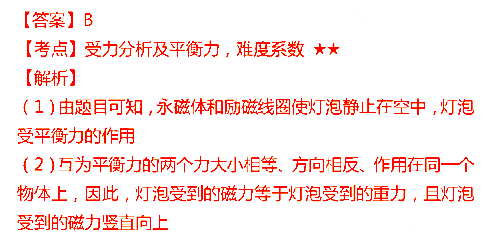 【答案】B
【考点】受力分析及平衡力，难度系数 ★★
【解析】
（1）由题目可知，永磁体和励磁线圈使灯泡静止在空中，灯泡
受平衡力的作用
（2）互为平衡力的两个力大小相等、方向相反、作用在同一个
物体上，因此，灯泡受到的磁力等于灯泡受到的重力，且灯泡
受到的磁力竖直向上